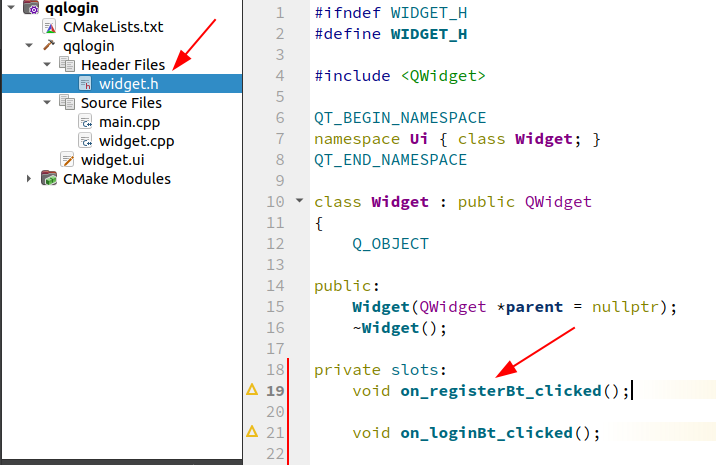 qqlogin
CMakeLists.txt
qqlogin
Header Files
widget.h
Source Files
main.cpp
widget.cpp
widget.ui
CMake Modules
1 #ifndef WIDGET_H
2 #define WIDGET_H
3
4 #include <QWidget>
5
6 QT_BEGIN_NAMESPACE
7 namespace Ui { class Widget; }
8 QT_END_NAMESPACE
9
10 class Widget : public QWidget
11 {
12 Q_OBJECT
13
14 public:
15 Widget(QWidget *parent = nullptr);
16 ~Widget();
17
18 private slots:
19 void on_registerBt_clicked();
20
21 void on_loginBt_clicked();
22